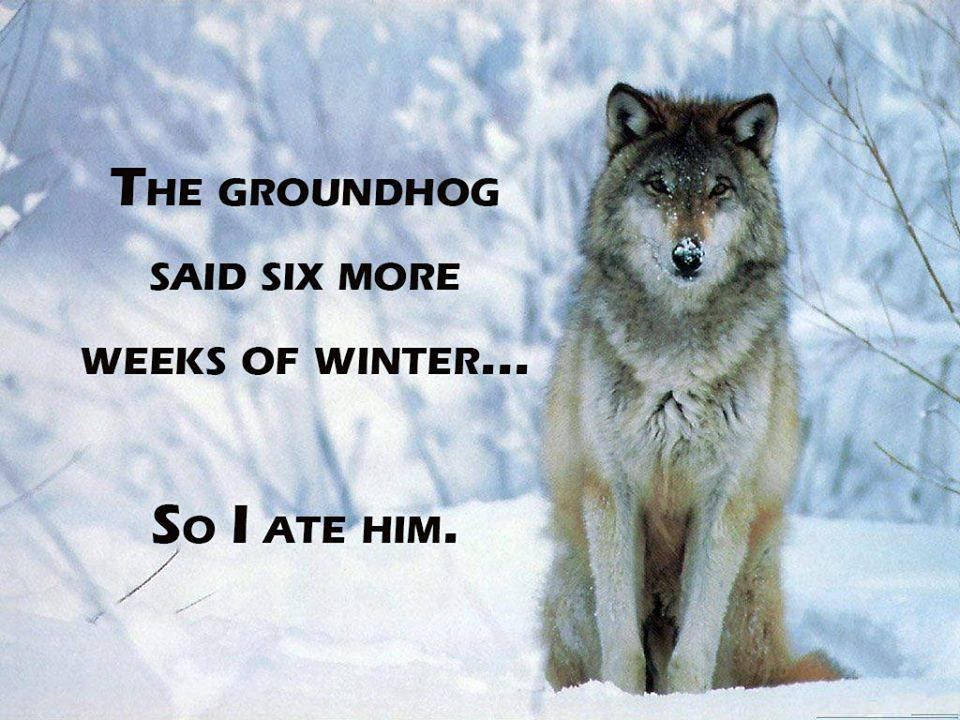 The groundhog
said six more
weeks of winter...
So I ate him.